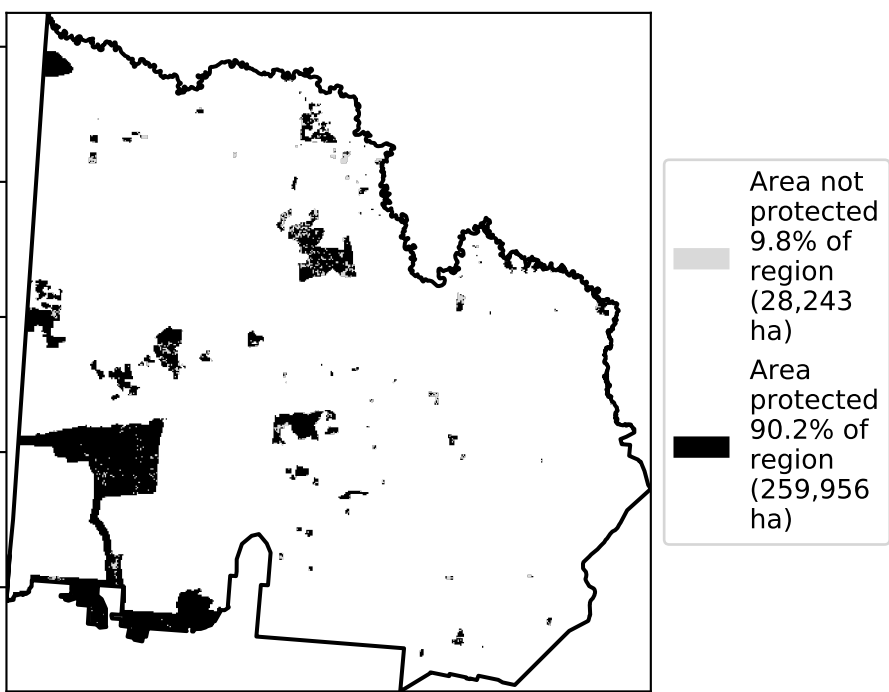 Area not
protected
9.8% of
region
(28,243
ha)
Area
protected
90.2% of
region
(259,956
ha)